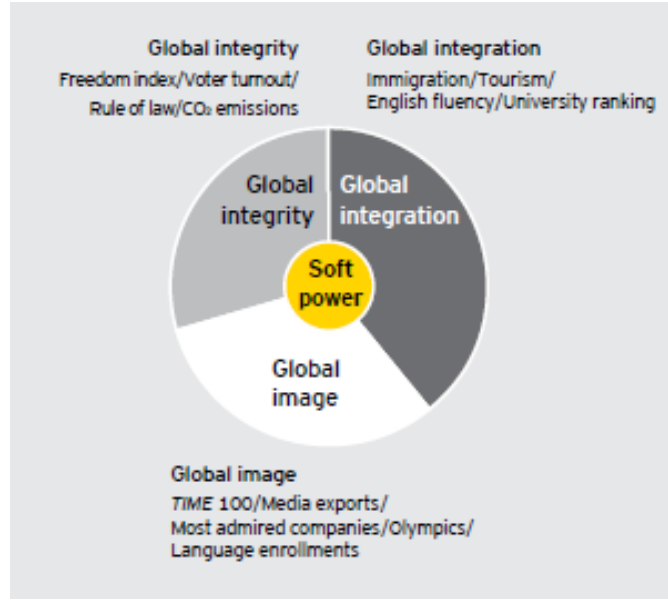 Global integrity
Freedom index/Voter turnout/
Rule of law/CO₂ emissions
Global integration
Immigration/Tourism/
English fluency/University ranking
Global
integrity
Global
integration
Soft
power
Global
image
Global image
TIME 100/Media exports/
Most admired companies/Olympics/
Language enrollments